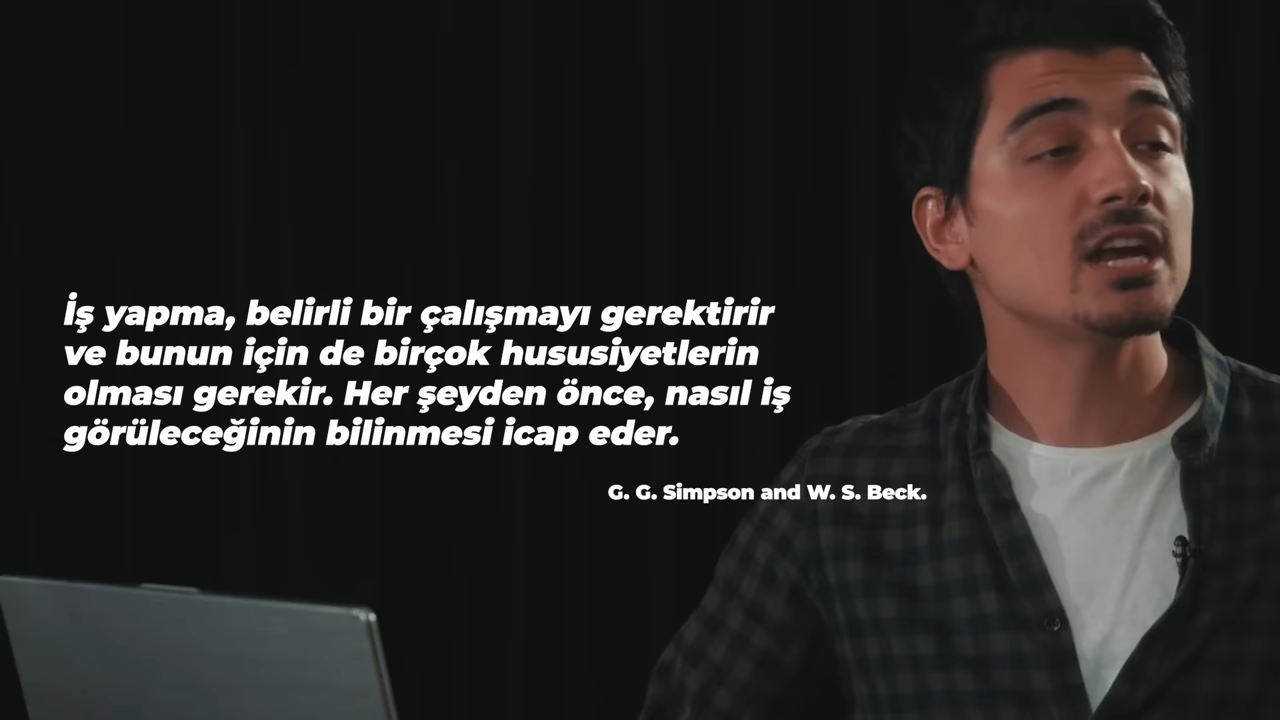 İş yapma, belirli bir çalışmayı gerektirir
ve bunun için de birçok hususiyetlerin
olması gerekir. Her şeyden önce, nasıl iş
görüleceğinin bilinmesi icap eder.
G. G. Simpson and W. S. Beck.